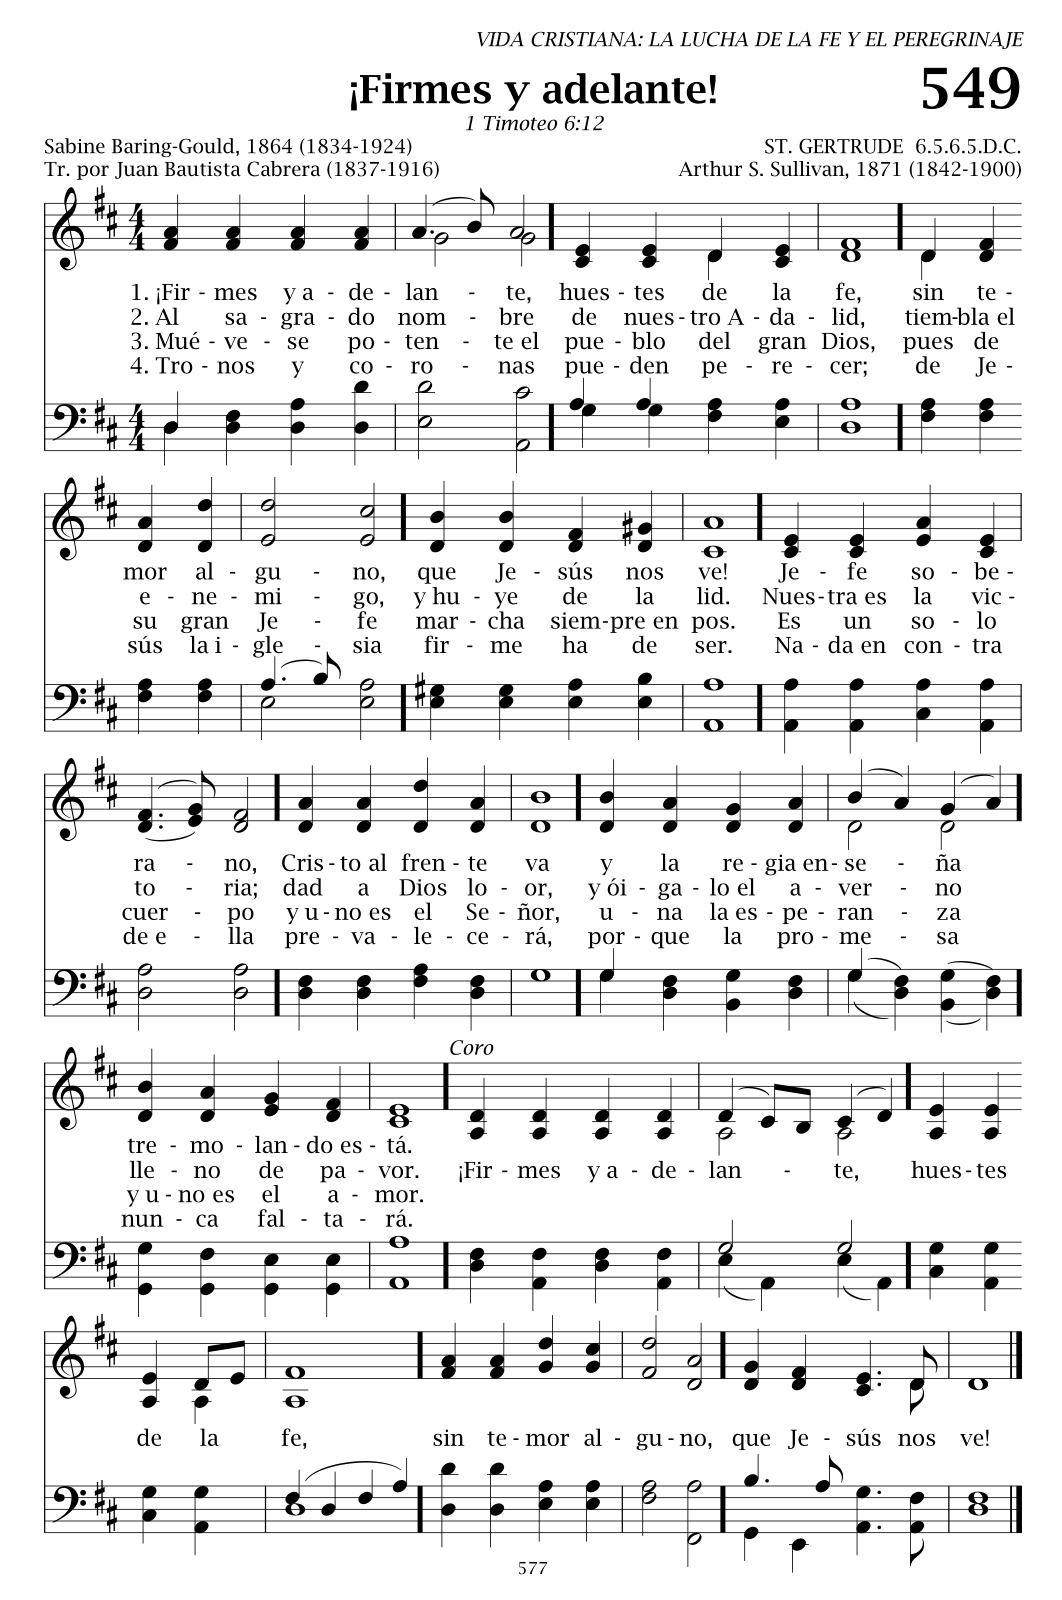 VIDA CRISTIANA: LA LUCHA DE LA FE Y EL PEREGRINAJE
¡Firmes y adelante! 549
1 Timoteo 6:12
Sabine Baring-Gould, 1864 (1834-1924) ST. GERTRUDE 6.5.6.5.D.C.
Tr. por Juan Bautista Cabrera (1837-1916) Arthur S. Sullivan, 1871 (1842-1900)
4 4
1. ¡Fir - mes y a - de - lan - te, hues - tes de la fe, sin te -
2. Al sa - gra - do nom - bre de nues - tro A - da - lid, tiem - bla el
3. Mué - ve - se po - ten - te el pue - blo del gran Dios, pues de
4. Tro - nos y co - ro - nas pue - den pe - re - cer; de Je -
4 4
mor al - gu - no, que Je - sús nos ve! Je - fe so - be -
e - ne - mi - go, y hu - ye de la lid. Nues - tra es la vic -
su gran Je - fe mar - cha siem - pre en pos. Es un so - lo
sús la i - gle - sia fir - me ha de ser. Na - da en con - tra
ra - no, Cris - to al fren - te va y la re - gia en - se - ña
to - ria; dad a Dios lo - or, y ói - ga - lo el a - ver - no
cuer - po y u - no es el Se - ñor, u - na la es - pe - ran - za
de e - lla pre - va - le - ce - rá, por - que la pro - me - sa
Coro
tre - mo - lan - do es - tá.
lle - no de pa - vor. ¡Fir - mes y a - de - lan - te, hues - tes
y u - no es el a - mor.
nun - ca fal - ta - rá.
de la fe, sin te - mor al - gu - no, que Je - sús nos ve!
577